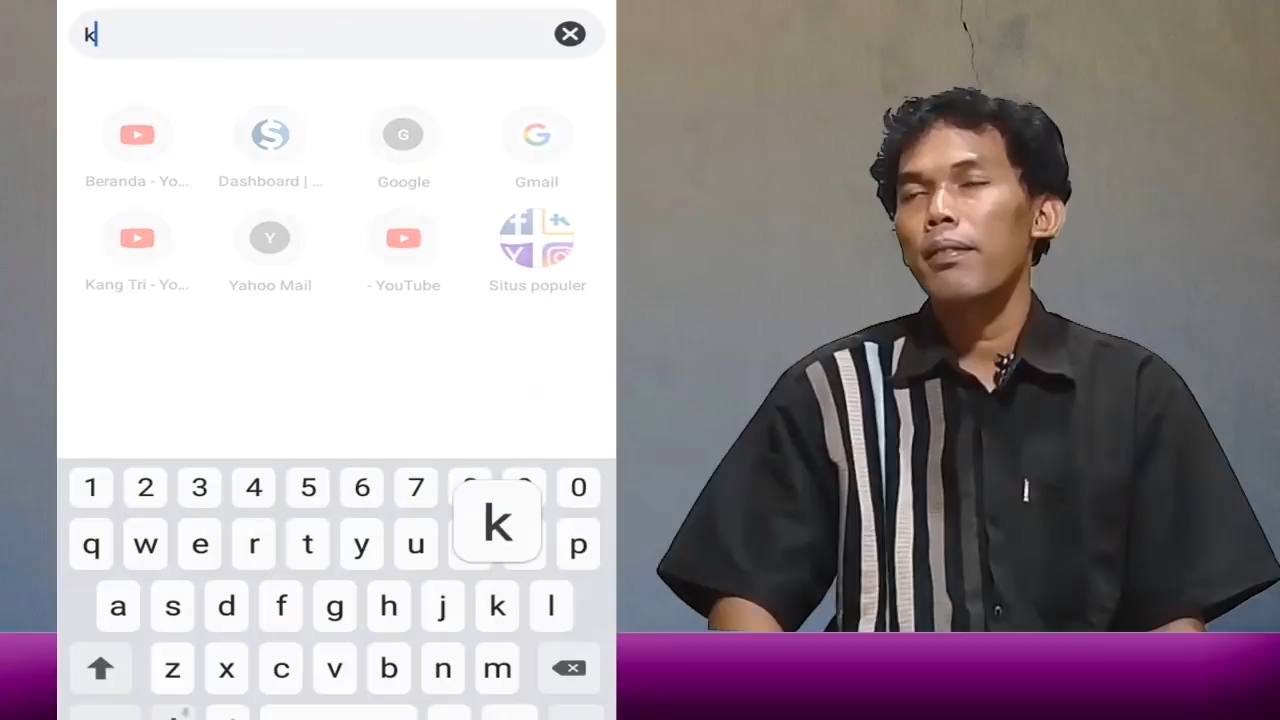 k
G
Beranda - Yo... Dashboard | ... Google Gmail
Y
Kang Tri - Yo... Yahoo Mail - YouTube Situs populer
1 2 3 4 5 6 7 0
k
q w e r t y u p
a s d f g h j k l
z x c v b n m